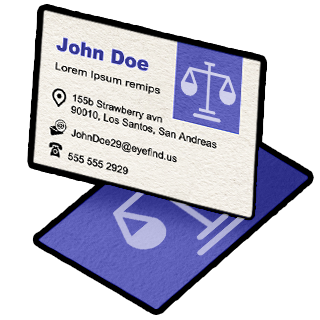 John Doe
Lorem Ipsum remips
155b Strawberry avn
90010, Los Santos, San Andreas
JohnDoe29@eyefind.us
555 555 2929